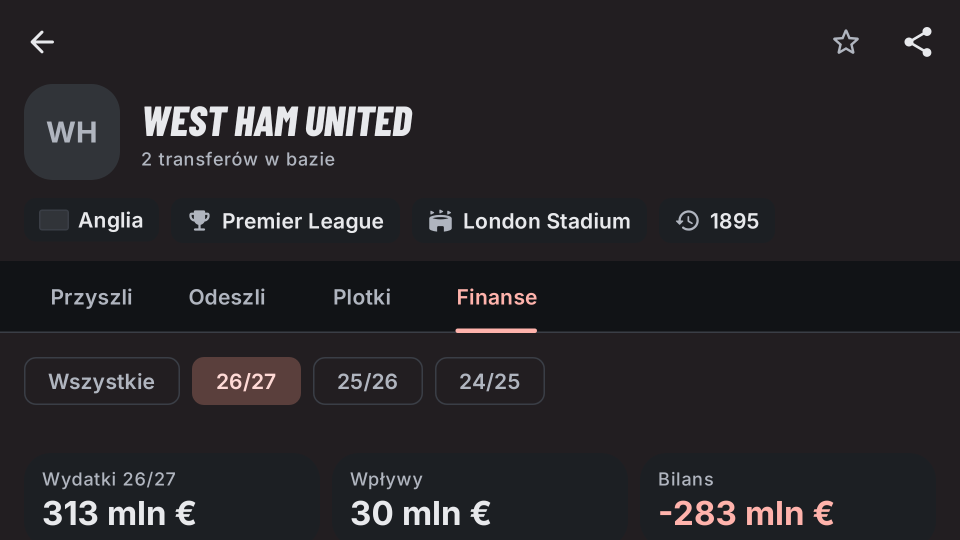 WH
WEST HAM UNITED
2 transferów w bazie
Anglia
Premier League
London Stadium
1895
Przyszli
Odeszli
Plotki
Finanse
Wszystkie
26/27
25/26
24/25
Wydatki 26/27
313 mln €
Wpływy
30 mln €
Bilans
-283 mln €